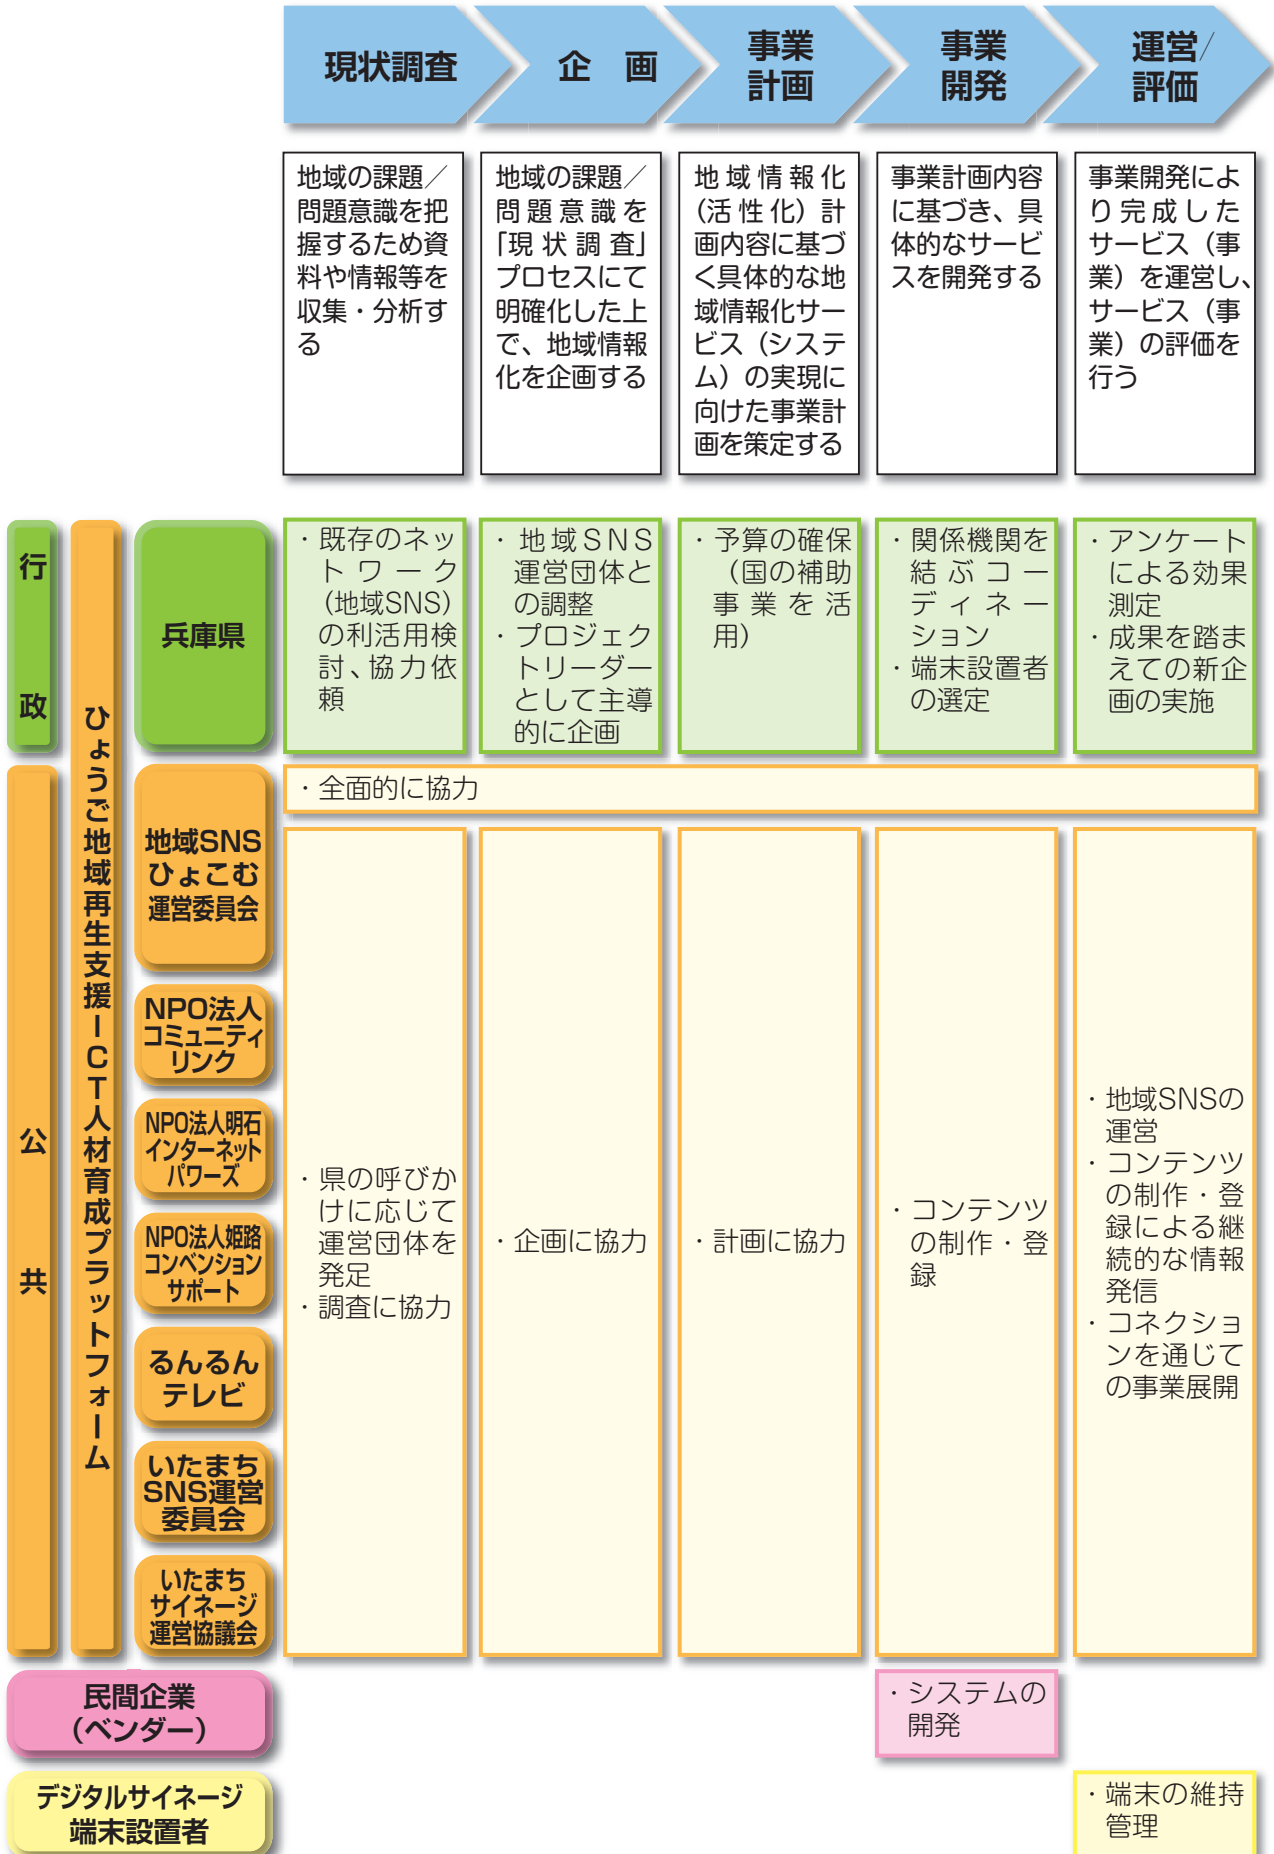 現状調査
企　画
事業
計画
事業
開発
運営/
評価
地域の課題／
問題意識を把
握するため資
料や情報等を
収集・分析す
る
地域の課題／
問題意識を
「現状調査」
プロセスにて
明確化した上
で、地域情報
化を企画する
地域情報化
（活性化）計
画内容に基づ
く具体的な地
域情報化サー
ビス（システ
ム）の実現に
向けた事業計
画を策定する
事業計画内容
に基づき、具
体的なサービ
スを開発する
事業開発によ
り完成した
サービス（事
業）を運営し、
サービス（事
業）の評価を
行う
行政
公共
ひょうご地域再生支援ICT人材育成プラットフォーム
兵庫県
・既存のネッ
トワーク
（地域SNS）
の利活用検
討、協力依
頼
・地域SNS
運営団体と
の調整
・プロジェク
トリーダー
として主導
的に企画
・予算の確保
（国の補助
事業を活
用）
・関係機関を
結ぶコー
ディネー
ション
・端末設置者
の選定
・アンケート
による効果
測定
・成果を踏ま
えての新企
画の実施
・全面的に協力
地域SNS
ひょこむ
運営委員会
NPO法人
コミュニティ
リンク
NPO法人明石
インターネット
パワーズ
NPO法人姫路
コンベンション
サポート
るんるん
テレビ
いたまち
SNS運営
委員会
いたまち
サイネージ
運営協議会
・県の呼びか
けに応じて
運営団体を
発足
・調査に協力
・企画に協力
・計画に協力
・コンテンツ
の制作・登
録
・地域SNSの
運営
・コンテンツ
の制作・登
録による継
続的な情報
発信
・コネクショ
ンを通じて
の事業展開
民間企業
（ベンダー）
・システムの
開発
デジタルサイネージ
端末設置者
・端末の維持
管理